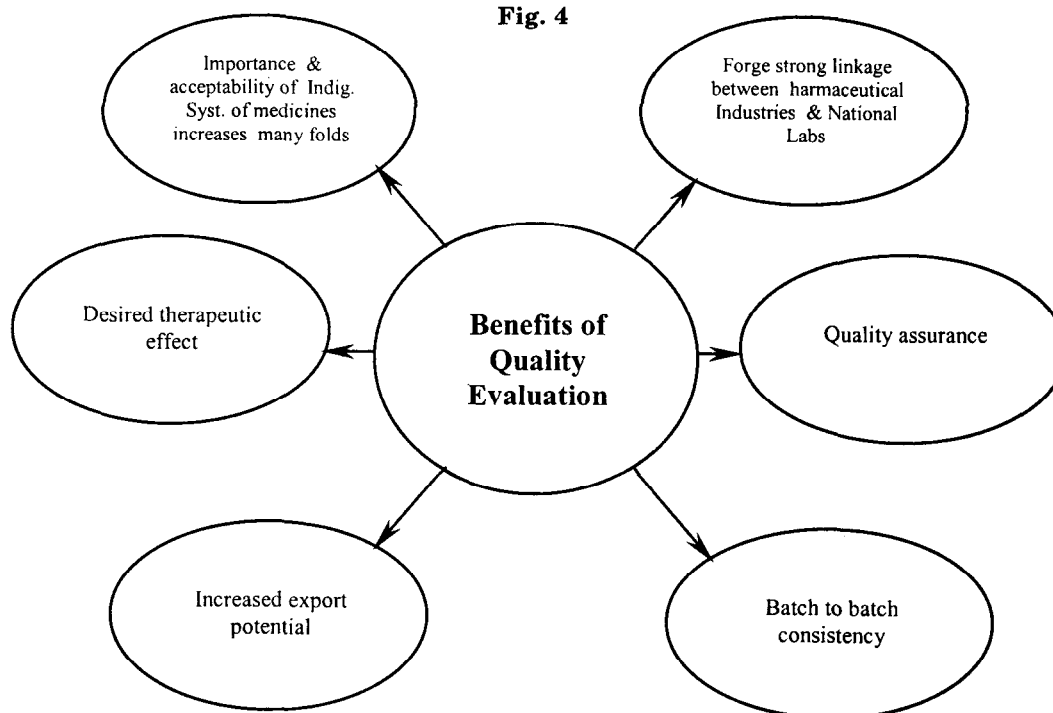 Fig. 4
Importance &
acceptability of Indig.
Syst. of medicines
increases many folds
Forge strong linkage
between harmaceutical
Industries & National
Labs
Desired therapeutic
effect
Benefits of
Quality
Evaluation
Quality assurance
Increased export
potential
Batch to batch
consistency